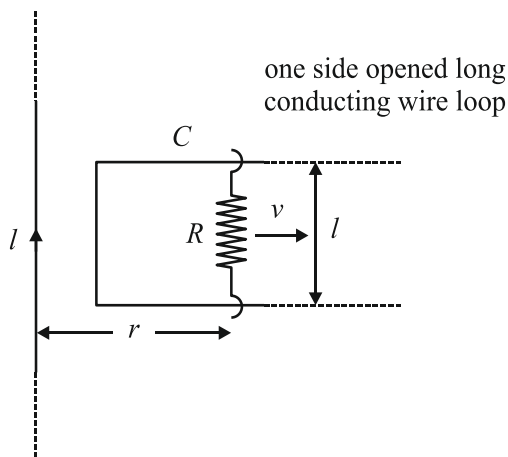 one side opened long
conducting wire loop
C
l
R
v
l
r